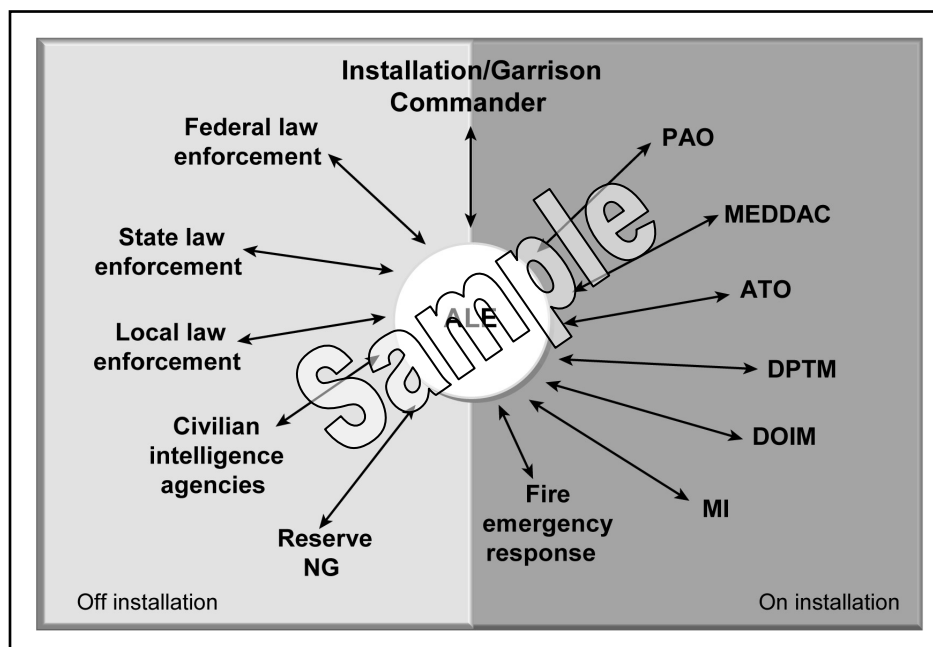 Installation/Garrison
Commander
Federal law
enforcement
State law
enforcement
Local law
enforcement
Civilian
intelligence
agencies
Reserve
NG
PAO
MEDDAC
ATO
DPTM
DOIM
MI
Fire
emergency
response
ALE
Sample
Off installation
On installation